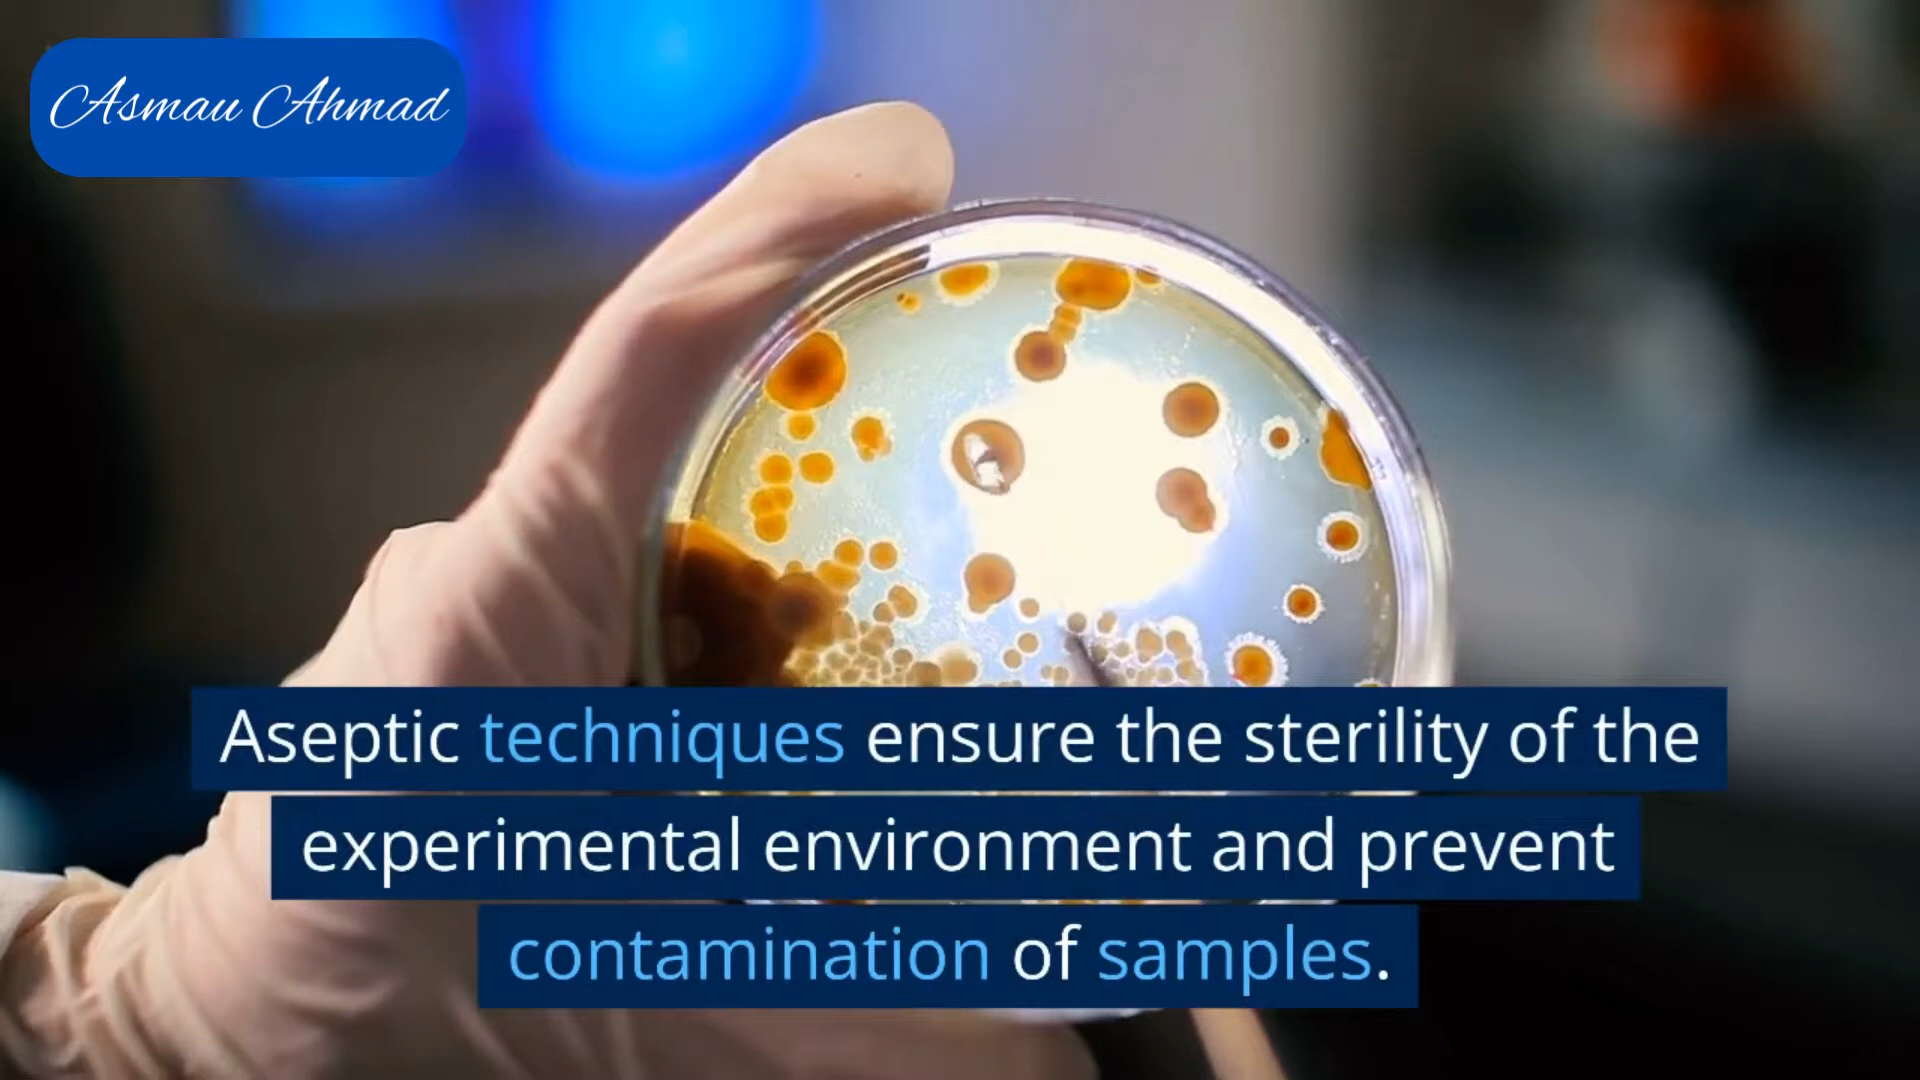 Asmau Ahmad
Aseptic techniques ensure the sterility of the
experimental environment and prevent
contamination of samples.